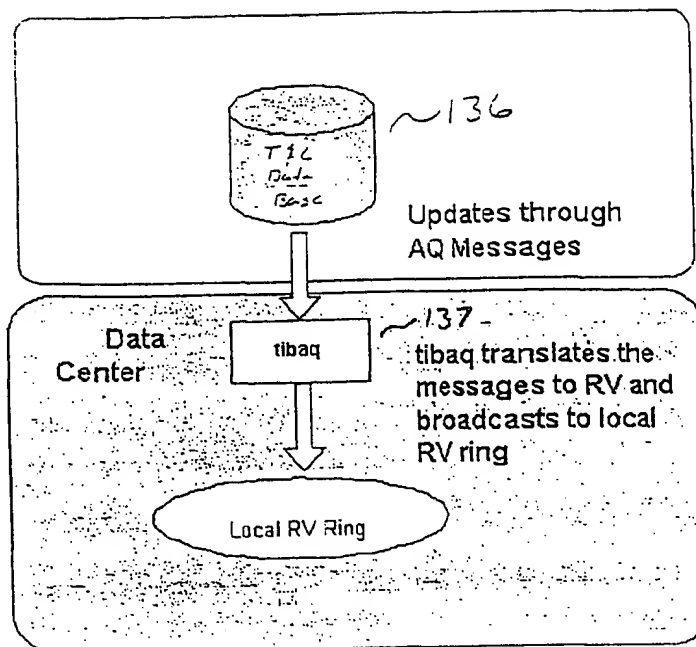 ~136
T&C
Data
Base
Updates through
AQ Messages
Data
Center
tibaq
~137
tibaq translates the
messages to RV and
broadcasts to local
RV ring
Local RV Ring